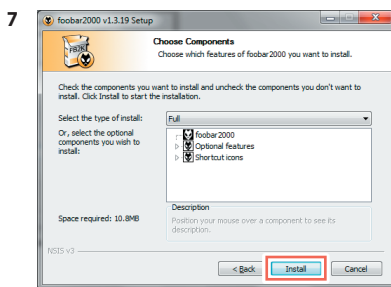 7
foobar2000 v1.3.19 Setup
FB2K
Choose Components
Choose which features of foobar2000 you want to install.
Check the components you want to install and uncheck the components you don't want to
install. Click Install to start the installation.
Select the type of install:
Full
Or, select the optional
components you wish to
install:
foobar2000
Optional features
Shortcut icons
Space required: 10.8MB
Description
Position your mouse over a component to see its
description.
NSIS v3
< Back
Install
Cancel